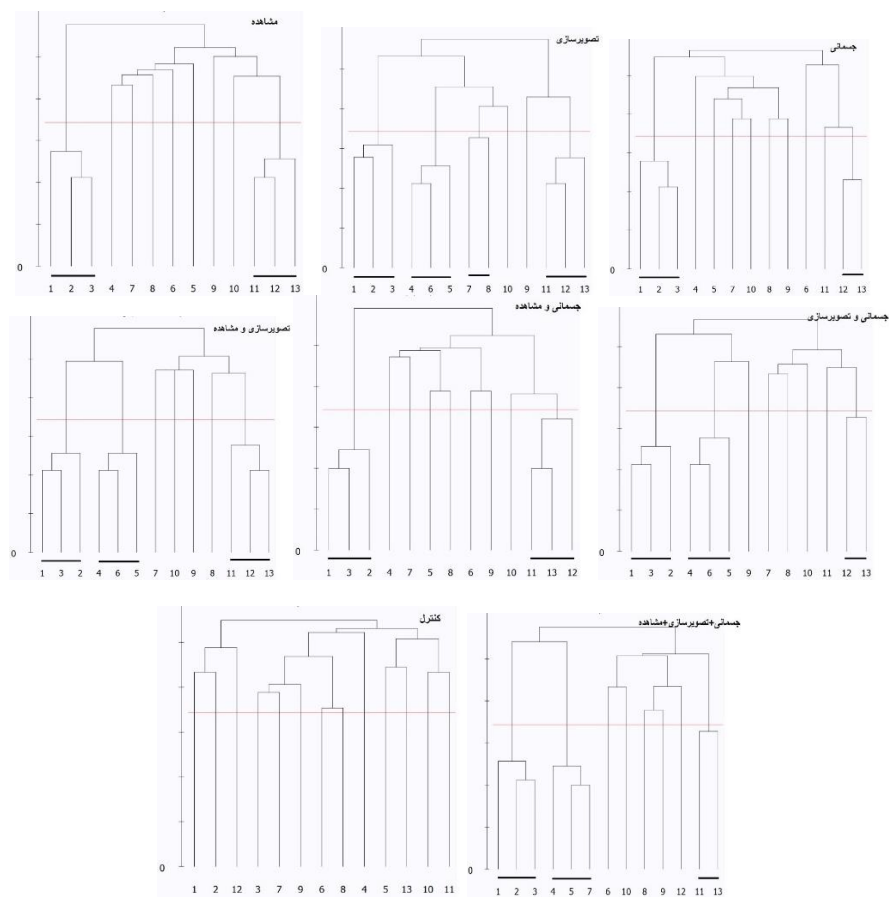 مشاهده
0
1 2 3 4 7 8 6 5 9 10 11 12 13
تصویرسازی
0
1 2 3 4 6 5 7 8 10 9 11 12 13
جسمانی
0
1 2 3 4 5 7 10 8 9 6 11 12 13
تصویرسازی و مشاهده
0
1 3 2 4 6 5 7 10 9 8 11 12 13
جسمانی و مشاهده
0
1 3 2 4 7 5 8 6 9 10 11 13 12
جسمانی و تصویرسازی
0
1 3 2 4 6 5 9 7 8 10 11 12 13
کنترل
0
1 2 12 3 7 9 6 8 4 5 13 10 11
جسمانی+تصویرسازی+مشاهده
0
1 2 3 4 5 7 6 10 8 9 12 11 13